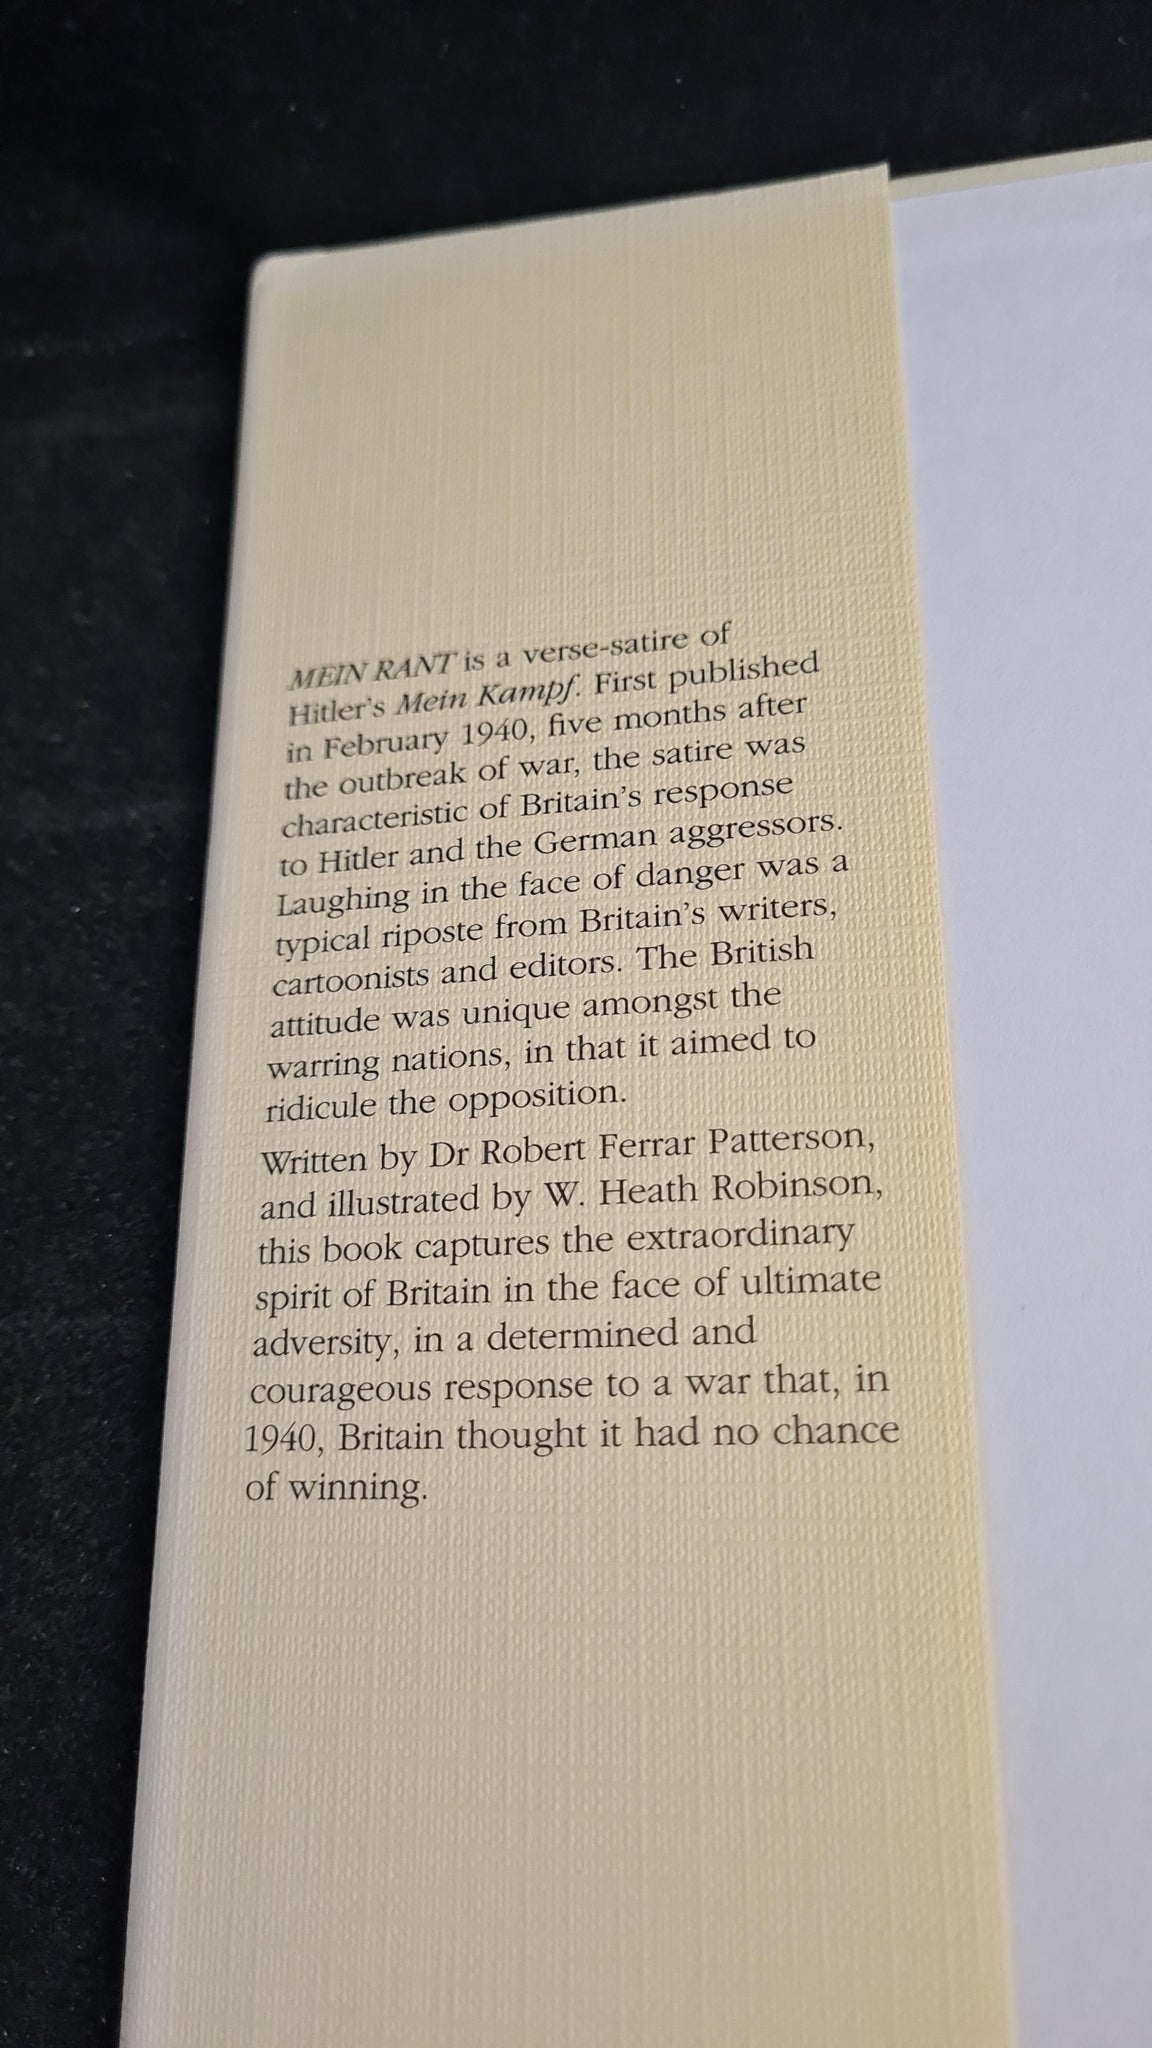 MEIN RANT is a verse-satire of
Hitler's Mein Kampf. First published
in February 1940, five months after
the outbreak of war, the satire was
characteristic of Britain's response
to Hitler and the German aggressors.
Laughing in the face of danger was a
typical riposte from Britain's writers,
cartoonists and editors. The British
attitude was unique amongst the
warring nations, in that it aimed to
ridicule the opposition.
Written by Dr Robert Ferrar Patterson,
and illustrated by W. Heath Robinson,
this book captures the extraordinary
spirit of Britain in the face of ultimate
adversity, in a determined and
courageous response to a war that, in
1940, Britain thought it had no chance
of winning.